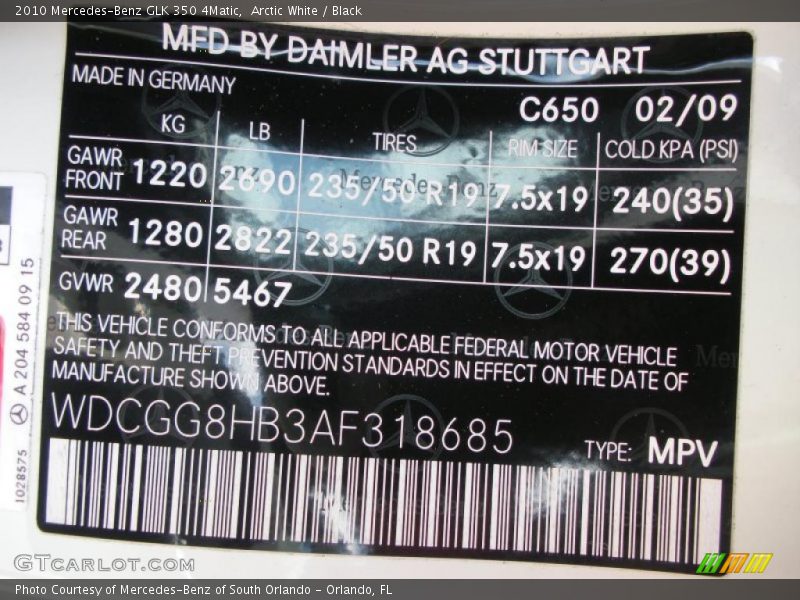 2010 Mercedes-Benz GLK 350 4Matic, Arctic White / Black
MFD BY DAIMLER AG STUTTGART
MADE IN GERMANY
C650 02/09
KG LB TIRES RIM SIZE COLD KPA (PSI)
GAWR FRONT 1220 2690 235/50 R19 7.5x19 240(35)
GAWR REAR 1280 2822 235/50 R19 7.5x19 270(39)
GVWR 2480 5467
THIS VEHICLE CONFORMS TO ALL APPLICABLE FEDERAL MOTOR VEHICLE
SAFETY AND THEFT PREVENTION STANDARDS IN EFFECT ON THE DATE OF
MANUFACTURE SHOWN ABOVE.
WDCGG8HB3AF318685
TYPE: MPV
A 204 584 09 15
1028575
Mercedes Benz
GTcarlot.com
Photo Courtesy of Mercedes-Benz of South Orlando - Orlando, FL